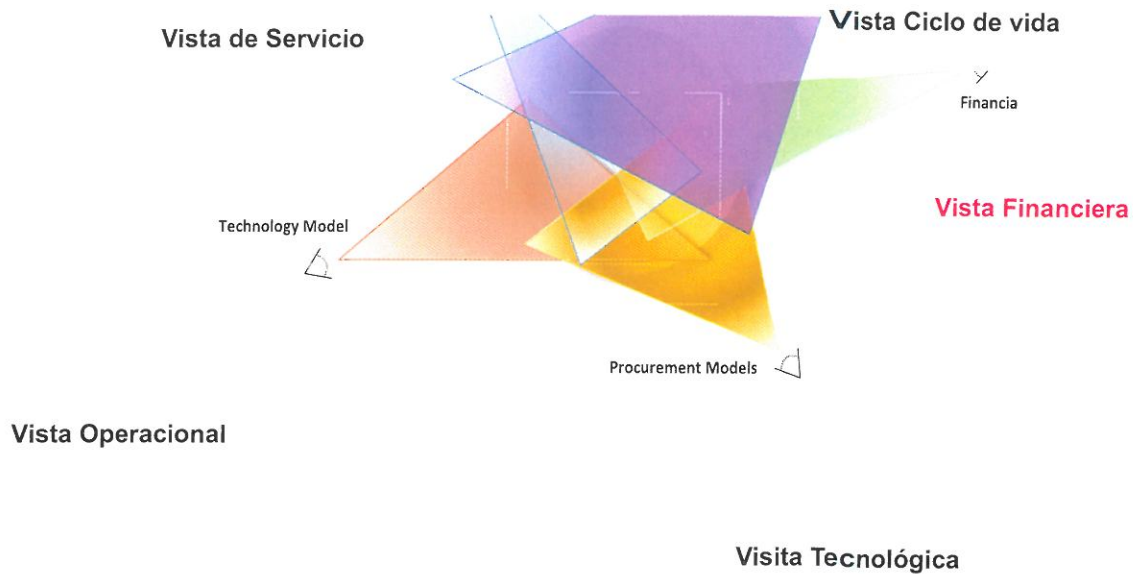 Vista de Servicio
Vista Ciclo de vida
Financia
Vista Financiera
Technology Model
Procurement Models
Vista Operacional
Visita Tecnológica